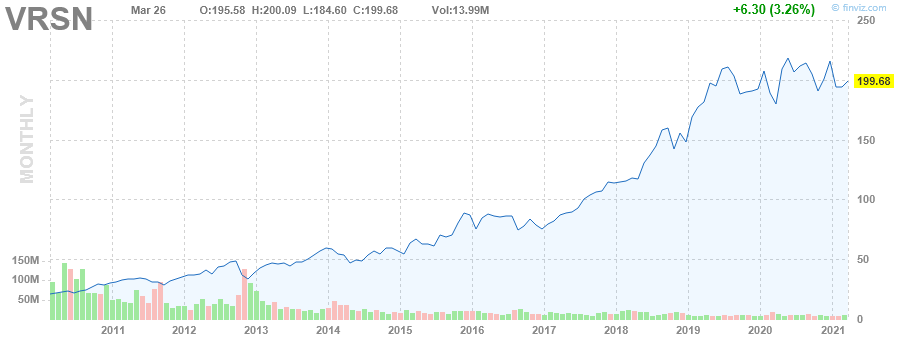 VRSN
Mar 26 O:195.58 H:200.09 L:184.60 C:199.68 Vol:13.99M +6.30 (3.26%) © finviz.com
MONTHLY
250
199.68
150
100
50
0
150M
100M
50M
2011 2012 2013 2014 2015 2016 2017 2018 2019 2020 2021